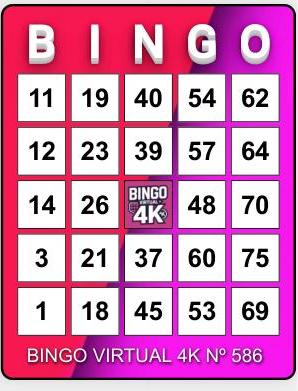 B I N G O
11 19 40 54 62
12 23 39 57 64
14 26 BINGO VIRTUAL 4K 48 70
3 21 37 60 75
1 18 45 53 69
BINGO VIRTUAL 4K Nº 586